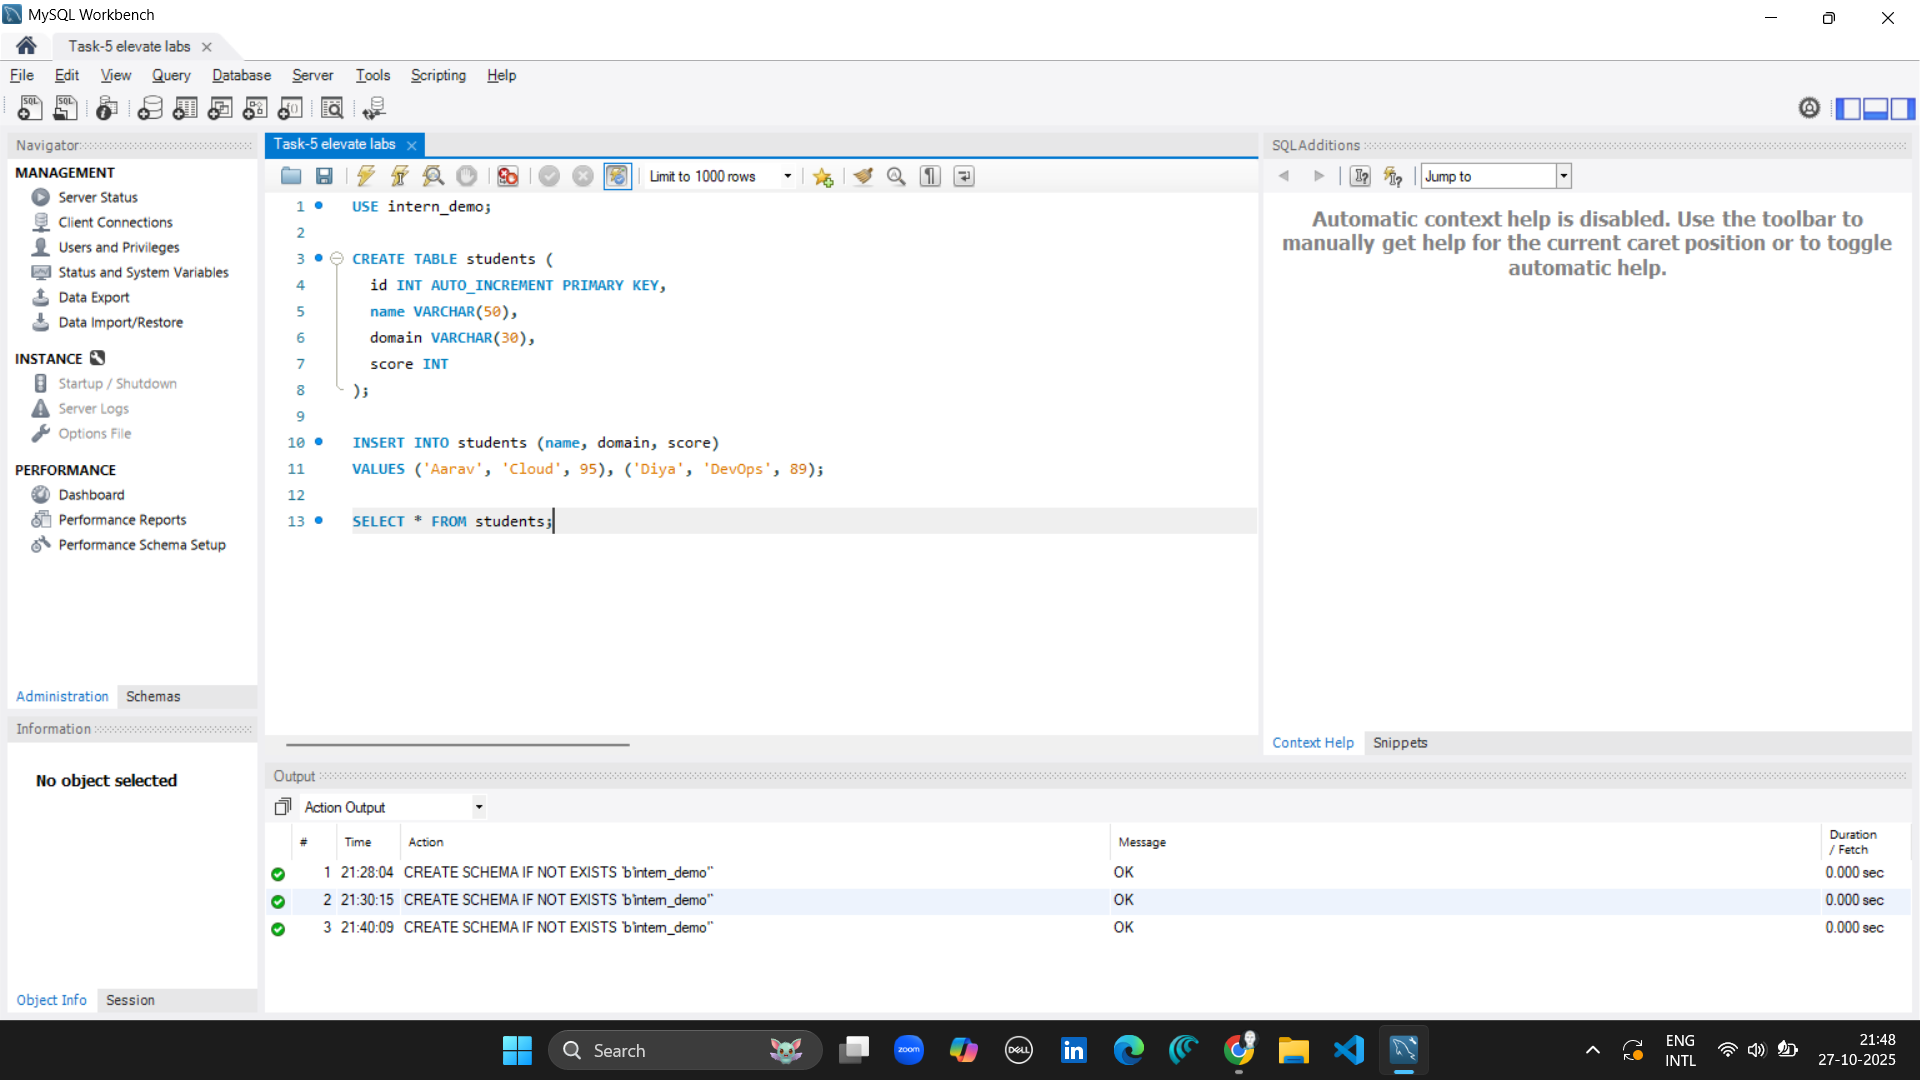 MySQL Workbench
Task-5 elevate labs
File Edit View Query Database Server Tools Scripting Help
Navigator
MANAGEMENT
Server Status
Client Connections
Users and Privileges
Status and System Variables
Data Export
Data Import/Restore
INSTANCE
Startup / Shutdown
Server Logs
Options File
PERFORMANCE
Dashboard
Performance Reports
Performance Schema Setup
Administration Schemas
Information
No object selected
Object Info Session
Task-5 elevate labs
Limit to 1000 rows
1 USE intern_demo;
2
3 CREATE TABLE students (
4 id INT AUTO_INCREMENT PRIMARY KEY,
5 name VARCHAR(50),
6 domain VARCHAR(30),
7 score INT
8 );
9
10 INSERT INTO students (name, domain, score)
11 VALUES ('Aarav', 'Cloud', 95), ('Diya', 'DevOps', 89);
12
13 SELECT * FROM students;
SQLAdditions
Jump to
Automatic context help is disabled. Use the toolbar to
manually get help for the current caret position or to toggle
automatic help.
Context Help Snippets
Output
Action Output
# Time Action Message Duration / Fetch
1 21:28:04 CREATE SCHEMA IF NOT EXISTS `b'intern_demo'` OK 0.000 sec
2 21:30:15 CREATE SCHEMA IF NOT EXISTS `b'intern_demo'` OK 0.000 sec
3 21:40:09 CREATE SCHEMA IF NOT EXISTS `b'intern_demo'` OK 0.000 sec
Search
zoom
DELL
in
ENG
INTL
21:48
27-10-2025